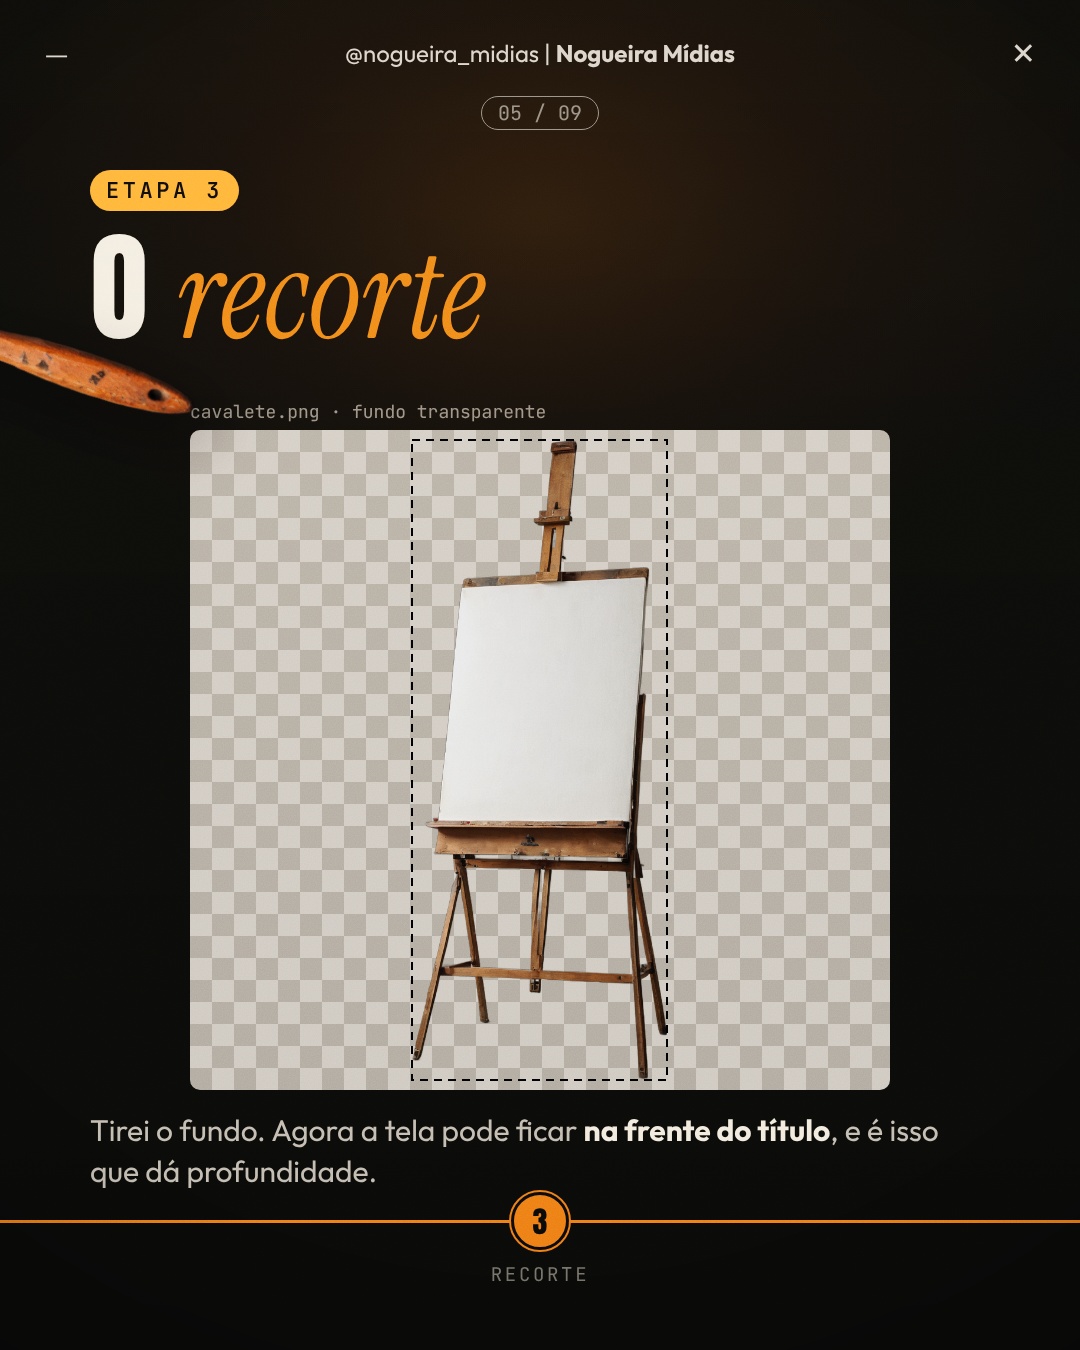 @nogueira_midias | Nogueira Mídias
05 / 09
ETAPA 3
O recorte
cavalete.png · fundo transparente
Tirei o fundo. Agora a tela pode ficar na frente do título, e é isso
que dá profundidade.
3
RECORTE